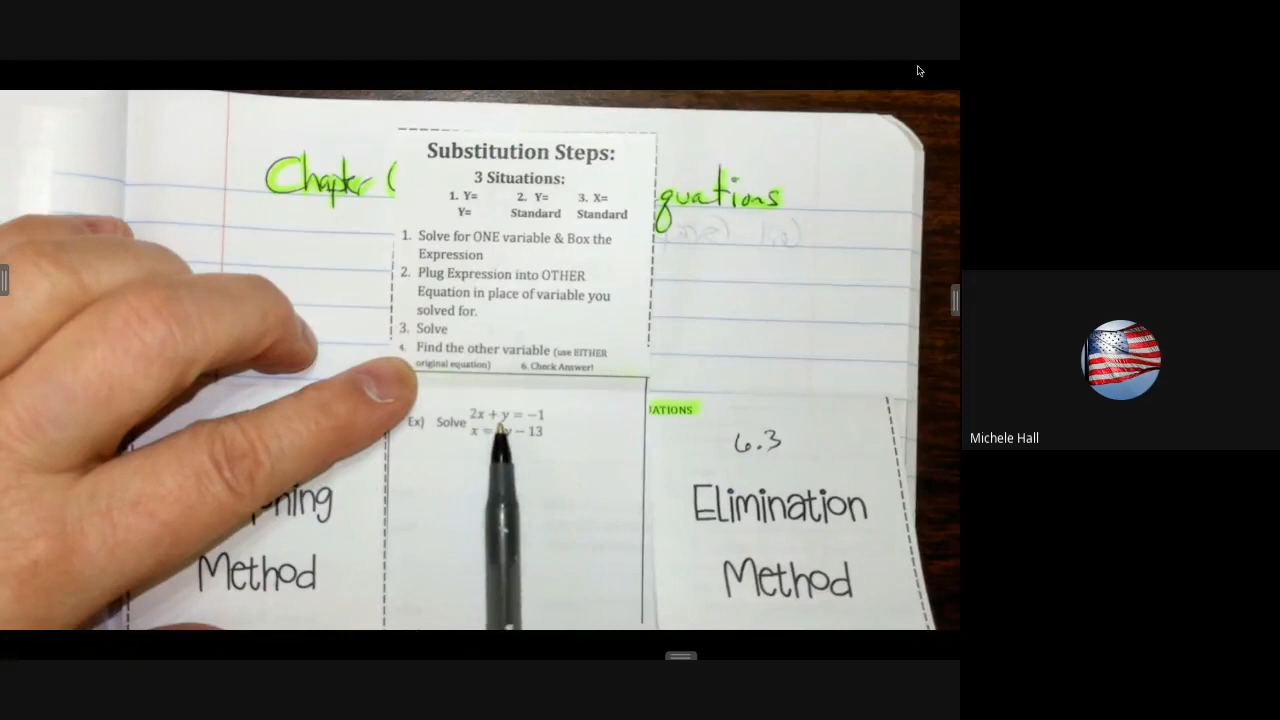 Substitution Steps:
3 Situations:
1. Y= 2. Y= 3. X=
Y= Standard Standard
Chapter
quations
1. Solve for ONE variable & Box the
Expression
2. Plug Expression into OTHER
Equation in place of variable you
solved for.
3. Solve
4. Find the other variable (use EITHER
original equation) 6. Check Answer!
Ex) Solve 2x + y = −1
x = y − 13
IATIONS
6.3
hing
Method
Elimination
Method
Michele Hall